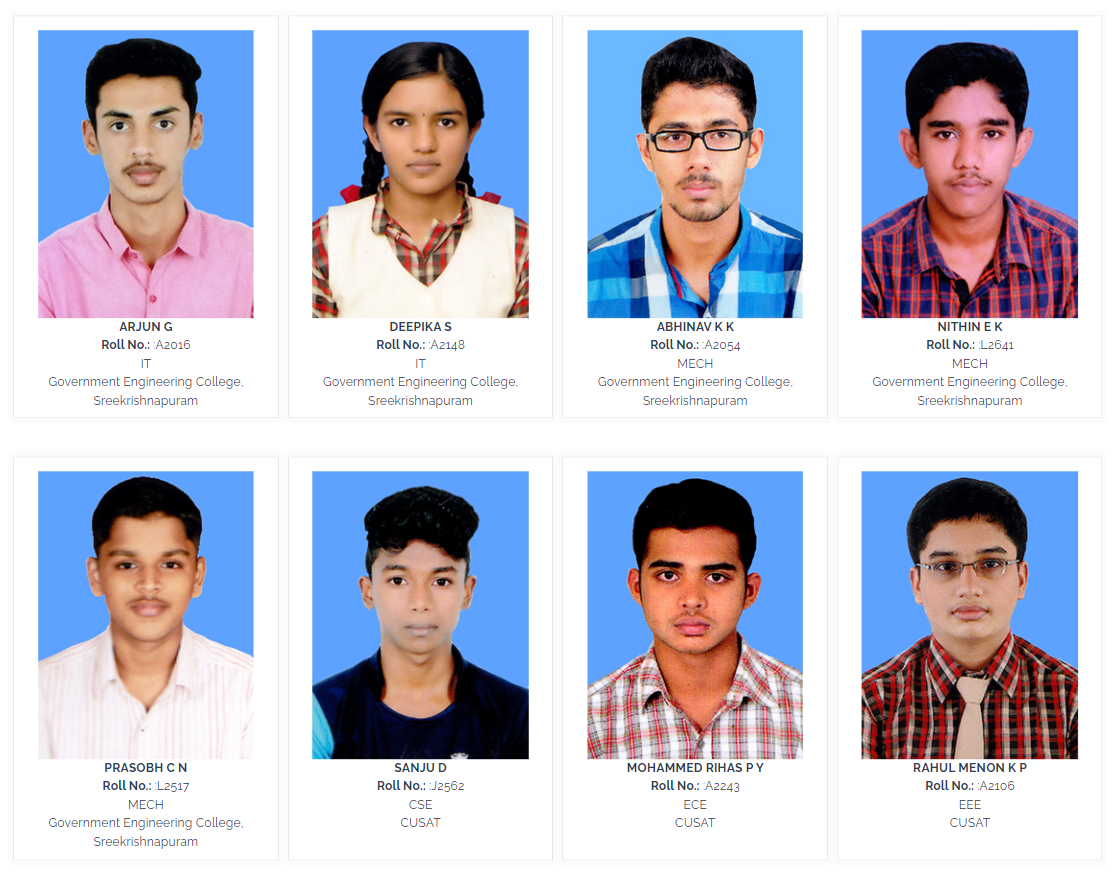 ARJUN G
Roll No.: :A2016
IT
Government Engineering College,
Sreekrishnapuram
DEEPIKA S
Roll No.: :A2148
IT
Government Engineering College,
Sreekrishnapuram
ABHINAV K K
Roll No.: :A2054
MECH
Government Engineering College,
Sreekrishnapuram
NITHIN E K
Roll No.: :L2641
MECH
Government Engineering College,
Sreekrishnapuram
PRASOBH C N
Roll No.: :L2517
MECH
Government Engineering College,
Sreekrishnapuram
SANJU D
Roll No.: :J2562
CSE
CUSAT
MOHAMMED RIHAS P Y
Roll No.: :A2243
ECE
CUSAT
RAHUL MENON K P
Roll No.: :A2106
EEE
CUSAT